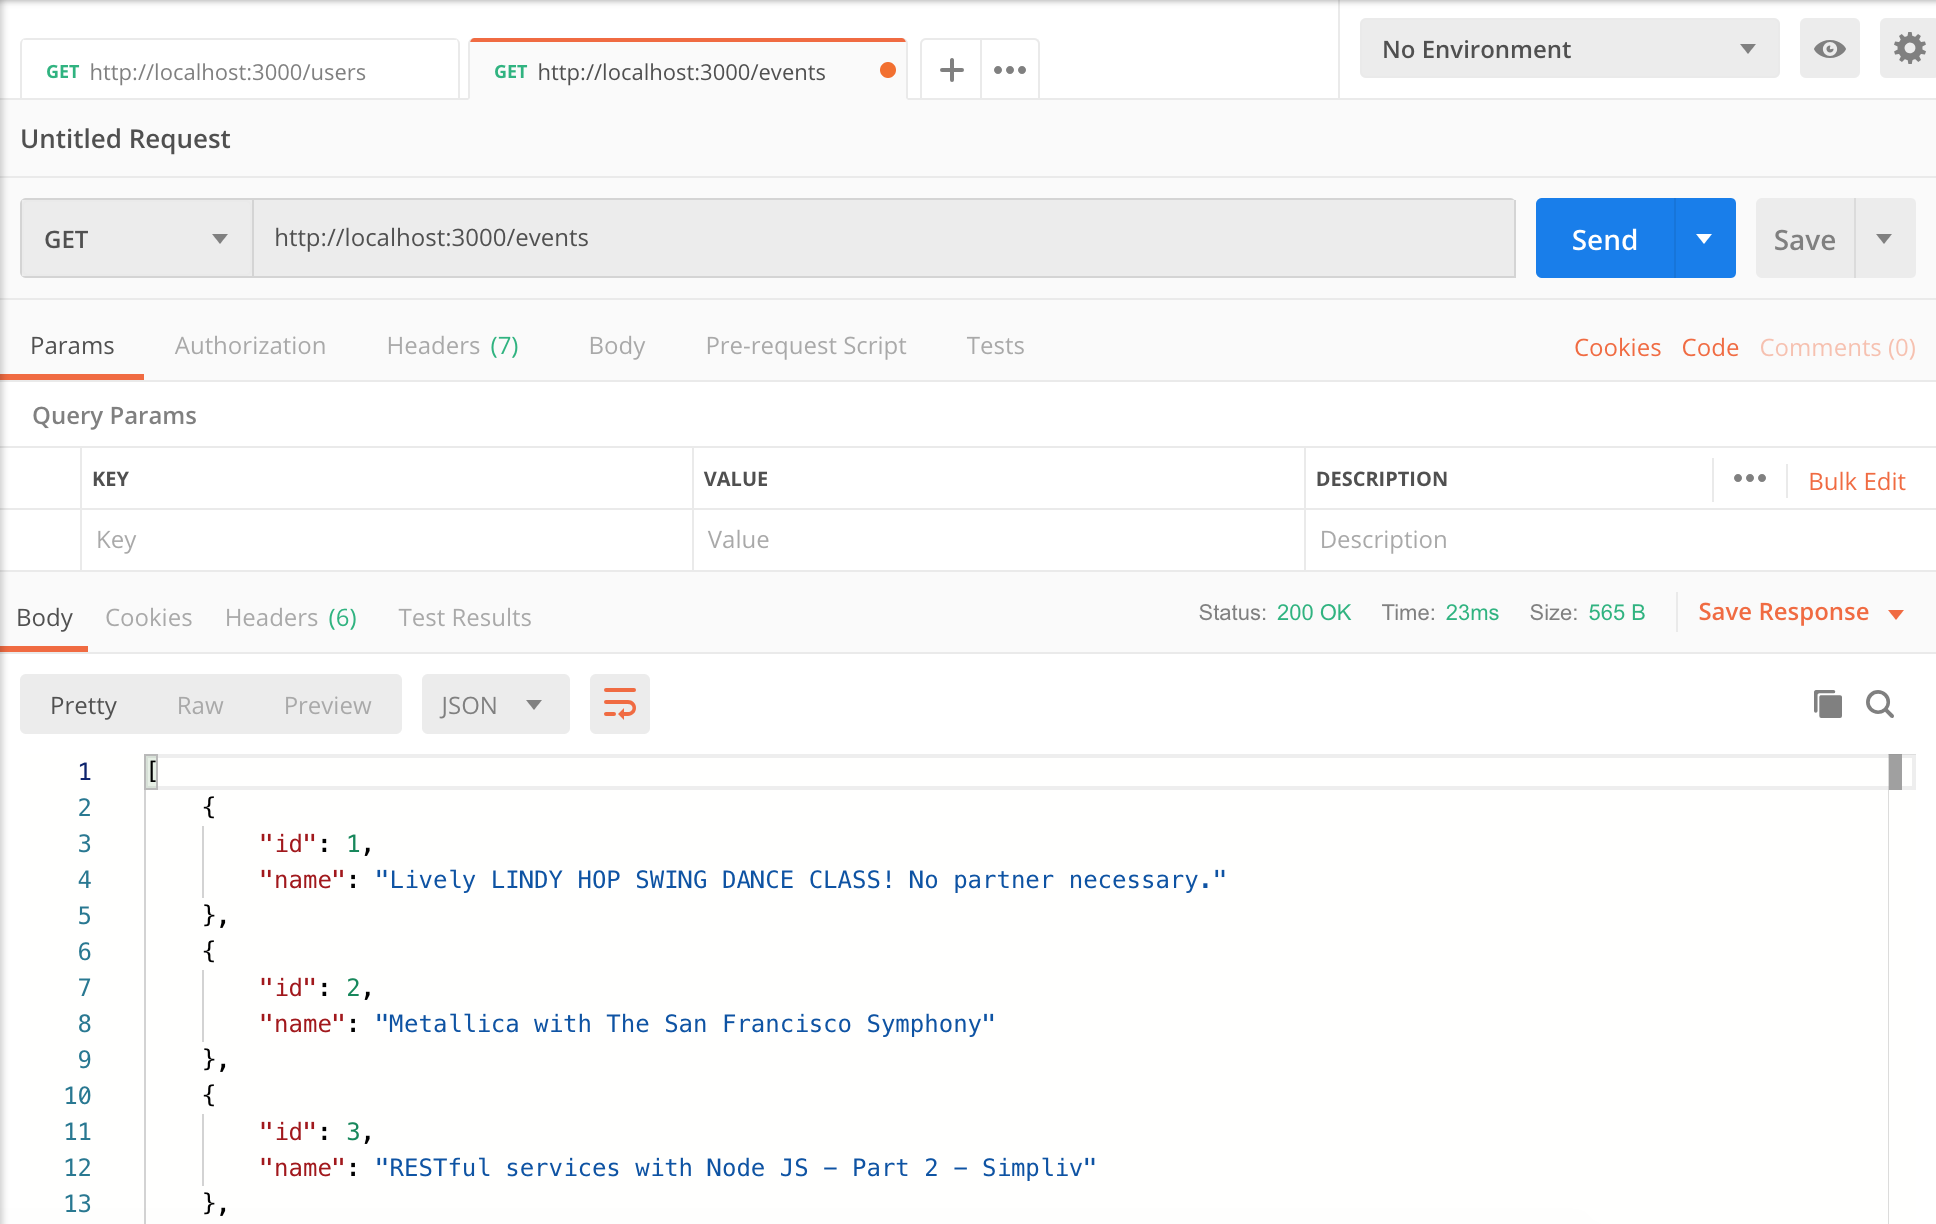 GET http://localhost:3000/users
GET http://localhost:3000/events
No Environment
Untitled Request
GET http://localhost:3000/events Send Save
Params Authorization Headers (7) Body Pre-request Script Tests Cookies Code Comments (0)
Query Params
KEY VALUE DESCRIPTION Bulk Edit
Key Value Description
Body Cookies Headers (6) Test Results Status: 200 OK Time: 23ms Size: 565 B Save Response
Pretty Raw Preview JSON
1 [
2 {
3 "id": 1,
4 "name": "Lively LINDY HOP SWING DANCE CLASS! No partner necessary."
5 },
6 {
7 "id": 2,
8 "name": "Metallica with The San Francisco Symphony"
9 },
10 {
11 "id": 3,
12 "name": "RESTful services with Node JS - Part 2 - Simpliv"
13 },